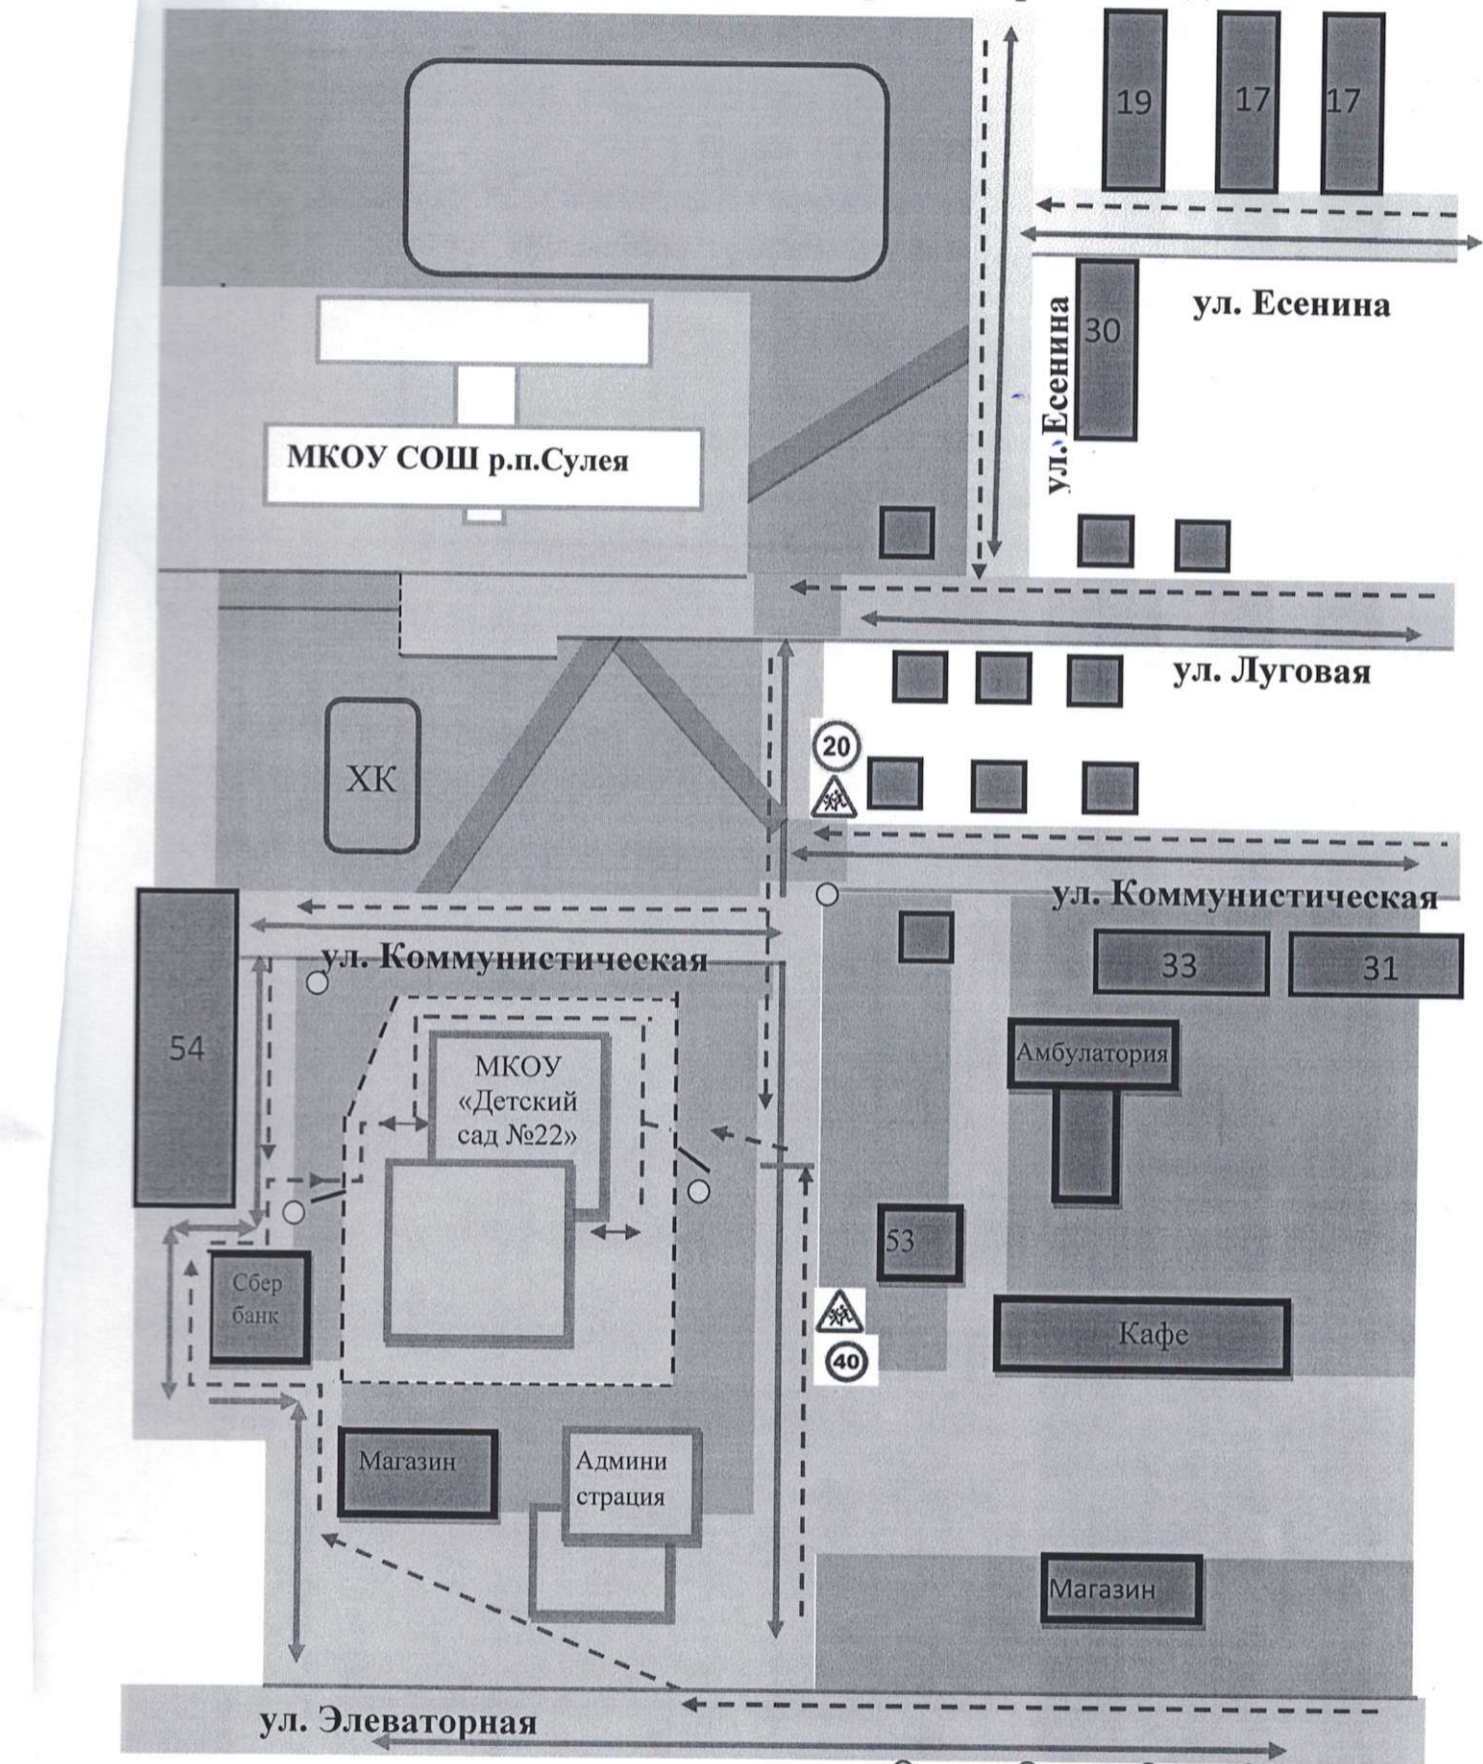 19
17
17
ул. Есенина
ул. Есенина
30
МКОУ СОШ р.п.Сулея
ул. Луговая
20
ХК
ул. Коммунистическая
ул. Коммунистическая
33
31
54
МКОУ
«Детский
сад №22»
Амбулатория
53
Сбер
банк
Кафе
40
Магазин
Админи
страция
Магазин
ул. Элеваторная